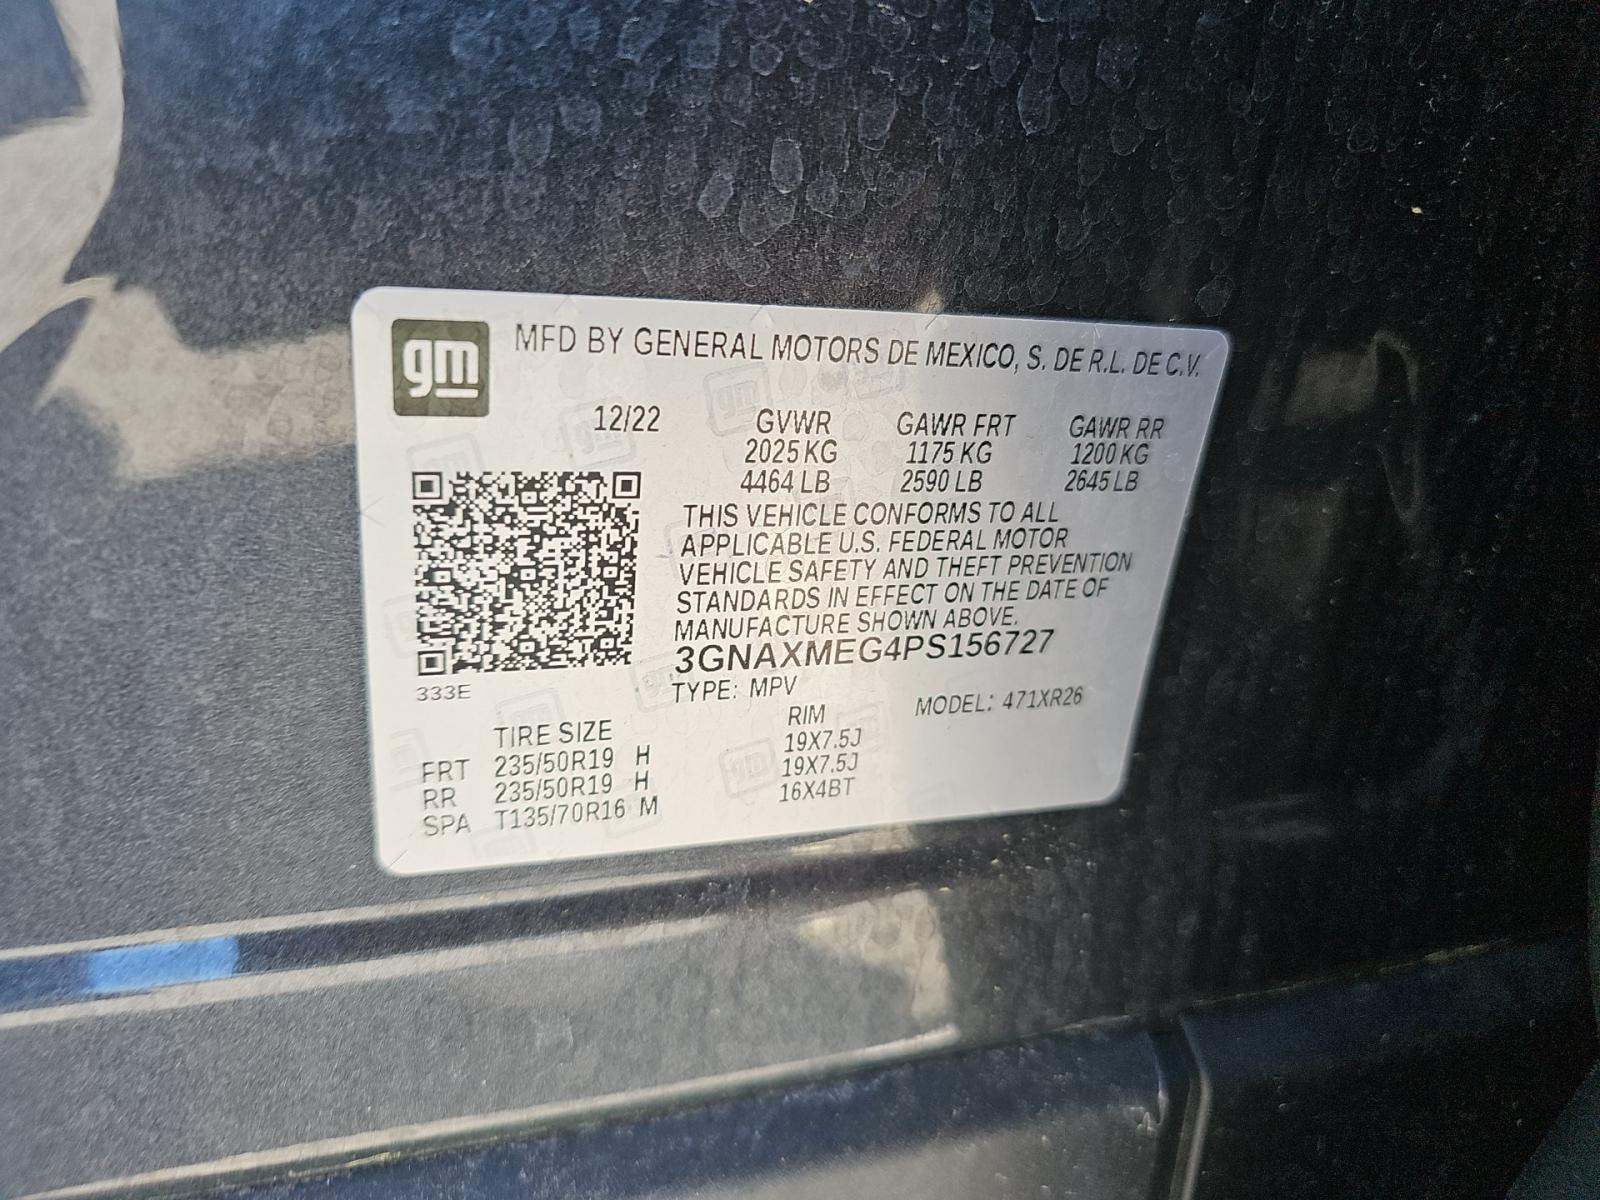 gm
MFD BY GENERAL MOTORS DE MEXICO, S. DE R.L. DE C.V.
12/22 GVWR GAWR FRT GAWR RR
2025 KG 1175 KG 1200 KG
4464 LB 2590 LB 2645 LB
THIS VEHICLE CONFORMS TO ALL
APPLICABLE U.S. FEDERAL MOTOR
VEHICLE SAFETY AND THEFT PREVENTION
STANDARDS IN EFFECT ON THE DATE OF
MANUFACTURE SHOWN ABOVE.
3GNAXMEG4PS156727
333E
TYPE: MPV MODEL: 471XR26
TIRE SIZE RIM
FRT 235/50R19 H 19X7.5J
RR 235/50R19 H 19X7.5J
SPA T135/70R16 M 16X4BT